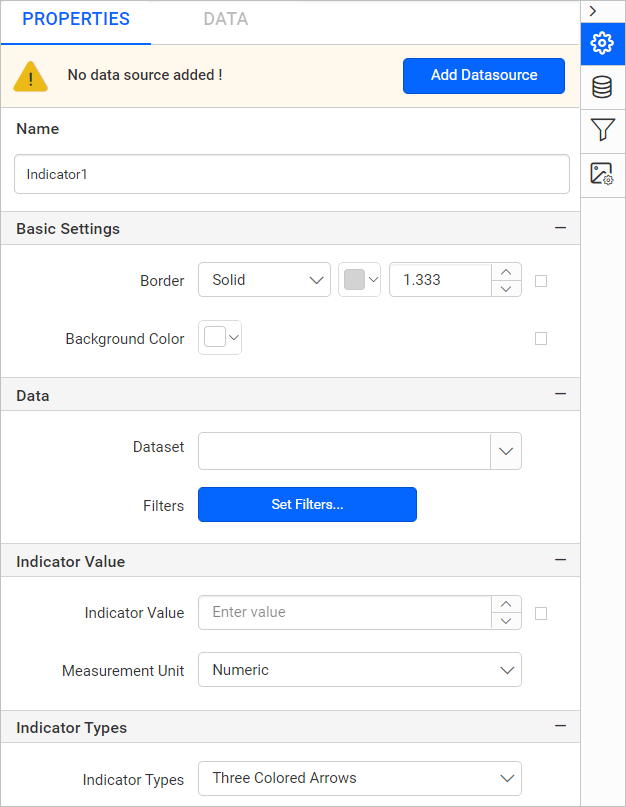 PROPERTIES DATA
No data source added ! Add Datasource
Name
Indicator1
Basic Settings
Border Solid 1.333
Background Color
Data
Dataset
Filters Set Filters...
Indicator Value
Indicator Value Enter value
Measurement Unit Numeric
Indicator Types
Indicator Types Three Colored Arrows